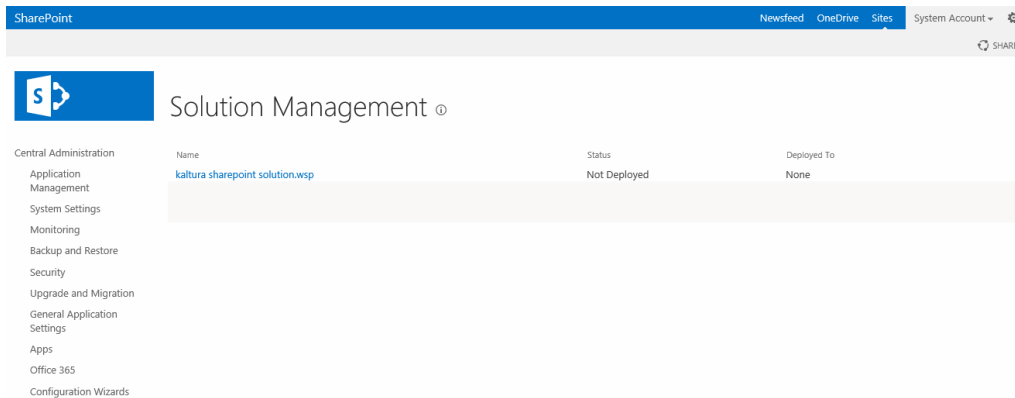 SharePoint
Newsfeed OneDrive Sites System Account
SHARE
S
Solution Management
Central Administration
Name Status Deployed To
Application
Management
kaltura sharepoint solution.wsp Not Deployed None
System Settings
Monitoring
Backup and Restore
Security
Upgrade and Migration
General Application
Settings
Apps
Office 365
Configuration Wizards